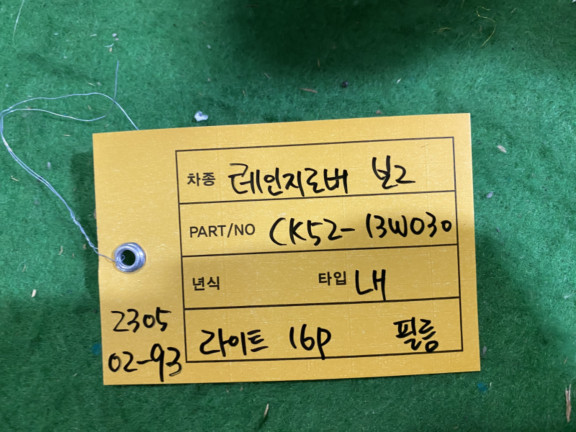 차종 레인지로버 보그
PART/NO CK52-13W030
년식 타입 LH
라이트 16P 필름
2305
02-93